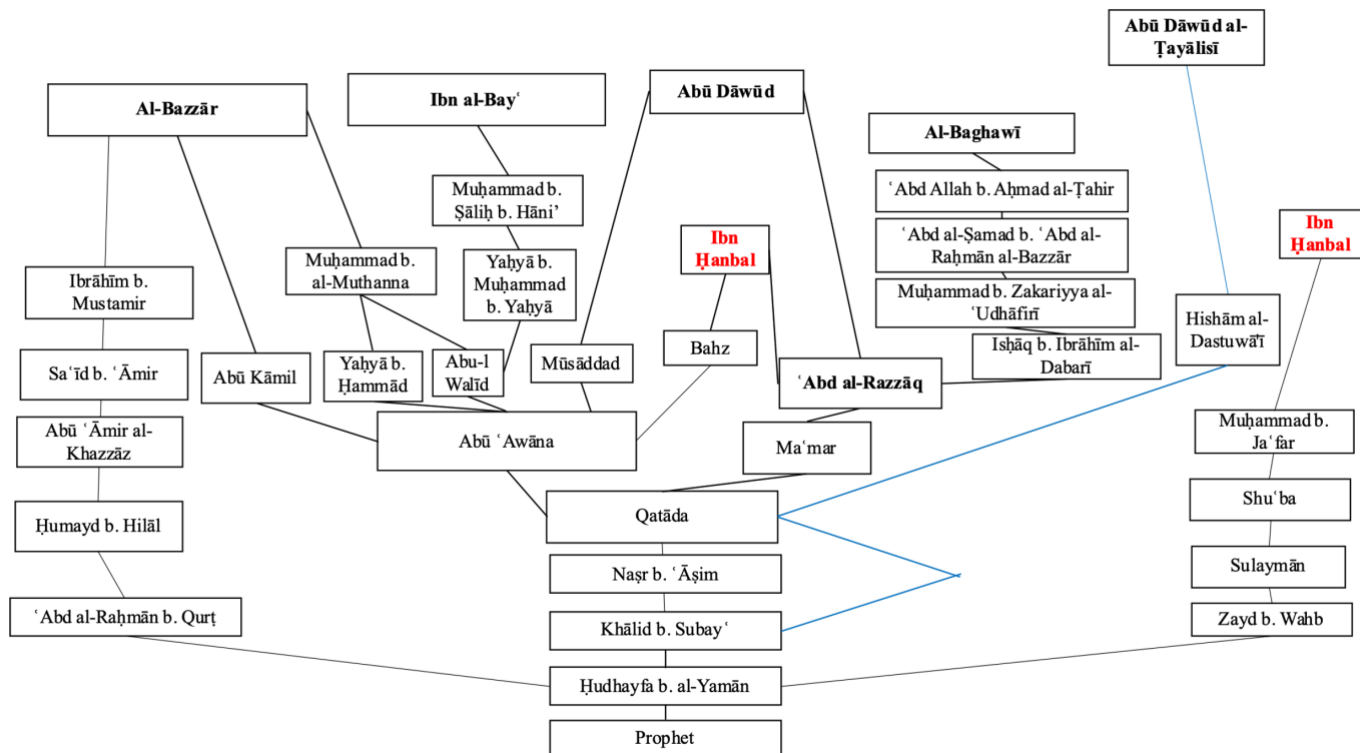 Abū Dāwūd al-
Ṭayālisī
Al-Bazzār
Ibn al-Bayʿ
Abū Dāwūd
Al-Baghawī
Muḥammad b.
Ṣāliḥ b. Hāni’
ʿAbd Allah b. Aḥmad al-Ṭahir
Ibn
Ḥanbal
Ibn
Ḥanbal
ʿAbd al-Ṣamad b. ʿAbd al-
Raḥmān al-Bazzār
Muḥammad b.
al-Muthanna
Yaḥyā b.
Muḥammad
b. Yaḥyā
Ibrāhīm b.
Mustamir
Muḥammad b. Zakariyya al-
ʿUdhāfirī
Hishām al-
Dastuwā’ī
Saʿīd b. ʿĀmir
Abū Kāmil
Yaḥyā b.
Ḥammād
Abu-l
Walīd
Mūsāddad
Bahz
Isḥāq b. Ibrāhīm al-
Dabarī
ʿAbd al-Razzāq
Abū ʿĀmir al-
Khazzāz
Abū ʿAwāna
Maʿmar
Muḥammad b.
Jaʿfar
Ḥumayd b. Hilāl
Qatāda
Shuʿba
Naṣr b. ʿĀṣim
Sulaymān
ʿAbd al-Raḥmān b. Qurṭ
Khālid b. Subayʿ
Zayd b. Wahb
Ḥudhayfa b. al-Yamān
Prophet